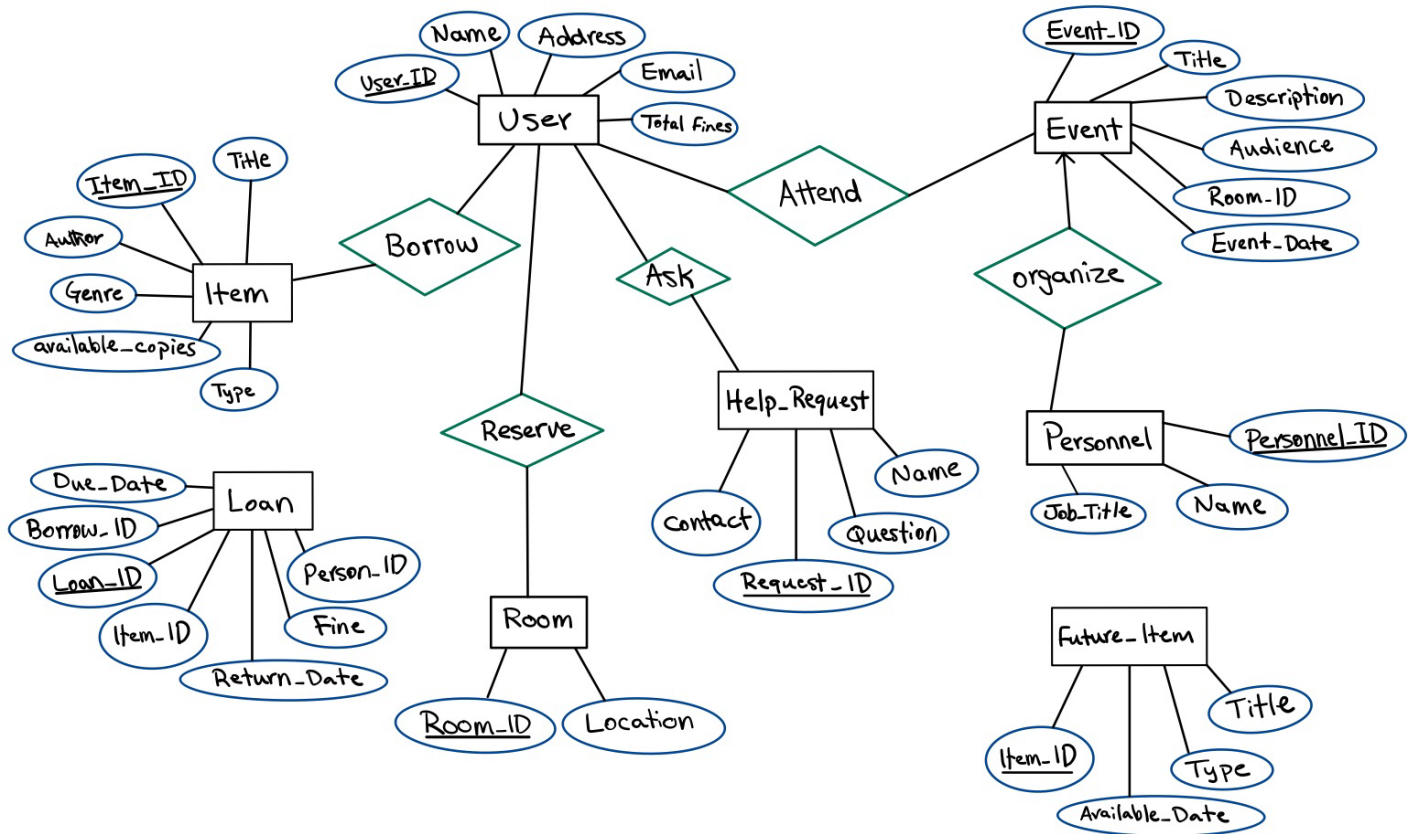 Name
Address
User_ID
Email
User
Total Fines
Event_ID
Title
Description
Event
Audience
Room_ID
Event_Date
Attend
Title
Item_ID
Author
Genre
Item
available_copies
Type
Borrow
Ask
organize
Reserve
Help_Request
Name
Contact
Question
Request_ID
Personnel
Personnel_ID
Job_Title
Name
Due_Date
Loan
Borrow_ID
Loan_ID
Person_ID
Item_ID
Fine
Return_Date
Room
Room_ID
Location
Future_Item
Title
Item_ID
Type
Available_Date